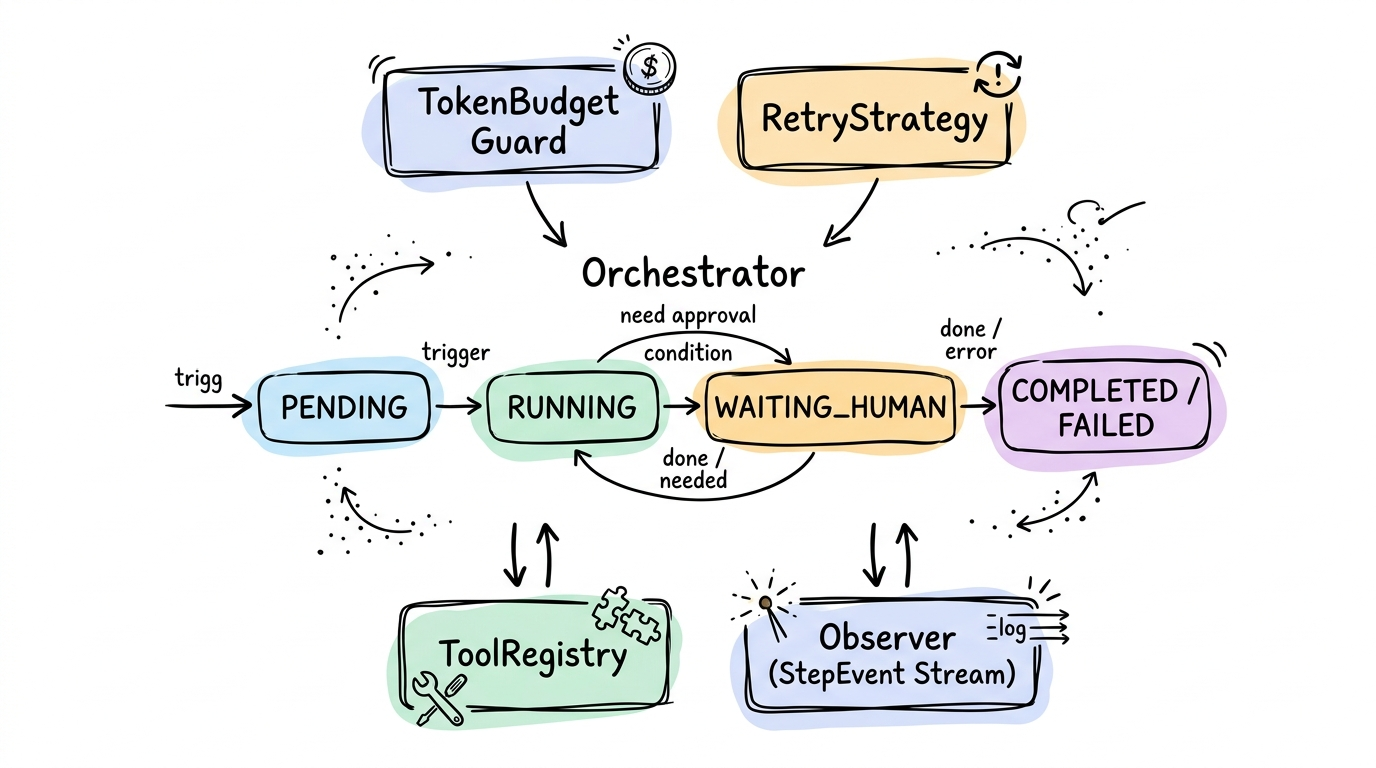 TokenBudget
Guard
$
RetryStrategy
!
Orchestrator
need approval
condition
trigg
PENDING
trigger
RUNNING
WAITING_HUMAN
done /
error
COMPLETED /
FAILED
done /
needed
ToolRegistry
Observer
(StepEvent Stream)
log